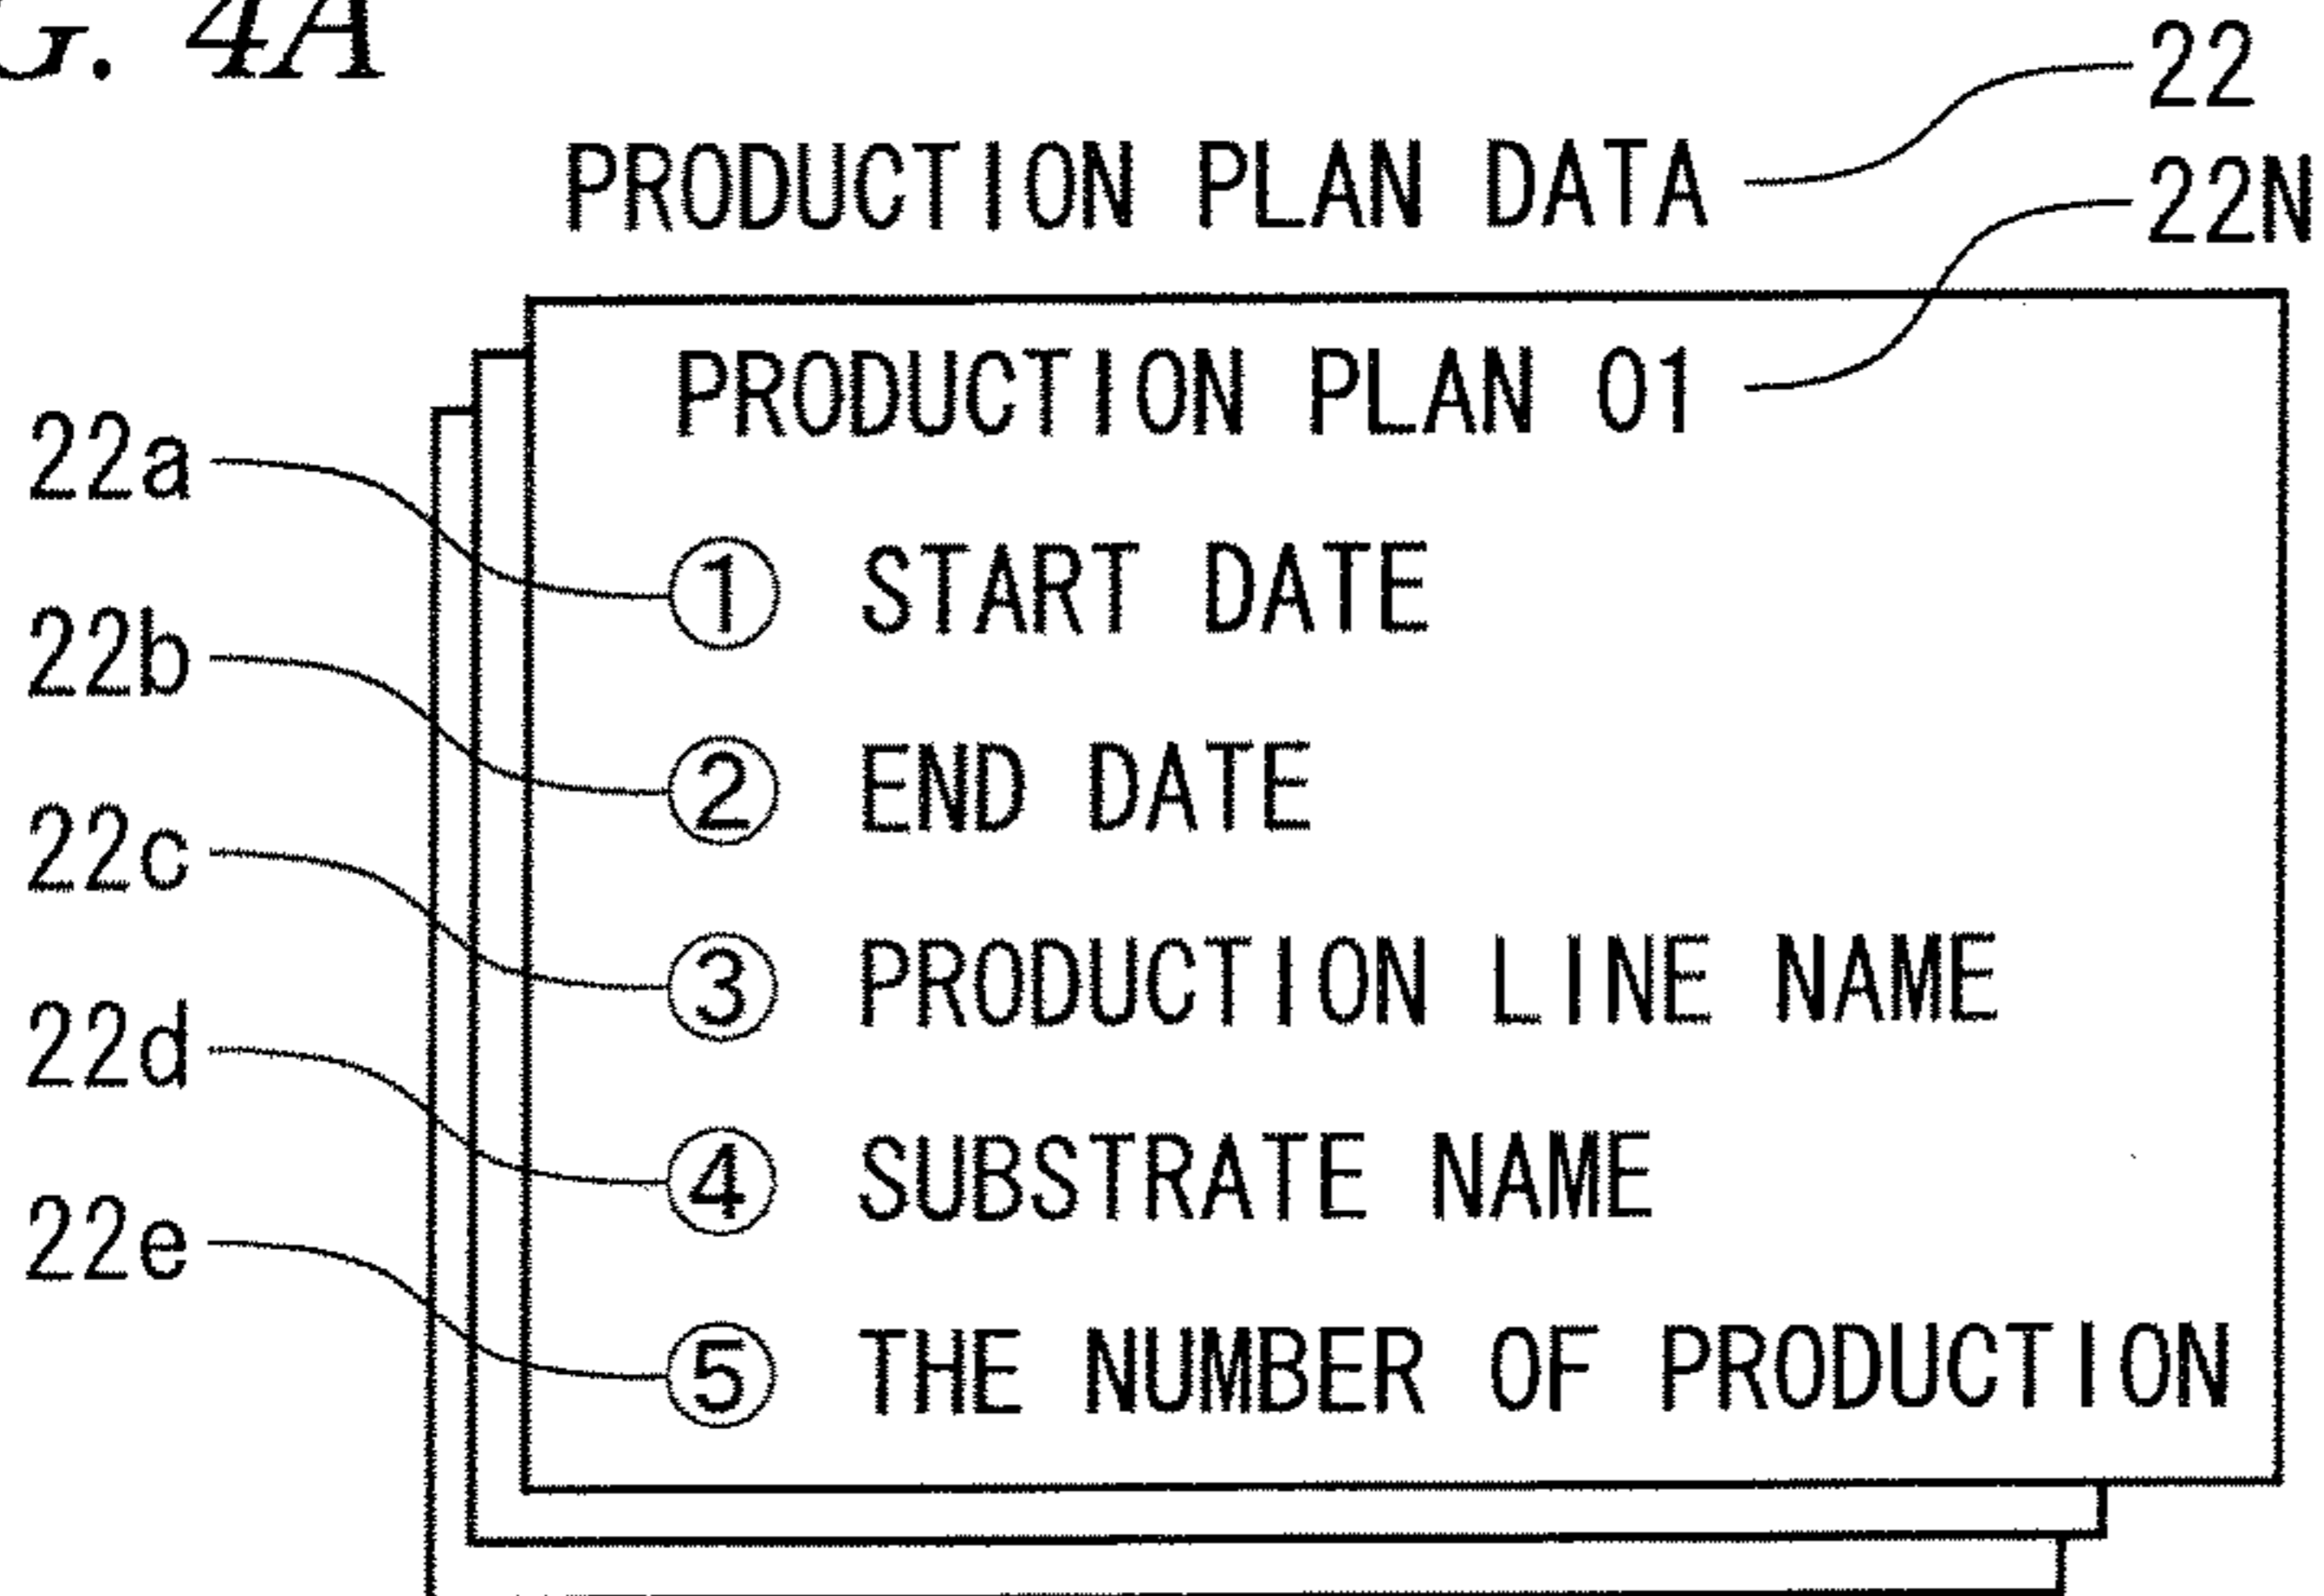 G. 4A
22
PRODUCTION PLAN DATA
22N
PRODUCTION PLAN 01
22a
① START DATE
22b
② END DATE
22c
③ PRODUCTION LINE NAME
22d
④ SUBSTRATE NAME
22e
⑤ THE NUMBER OF PRODUCTION